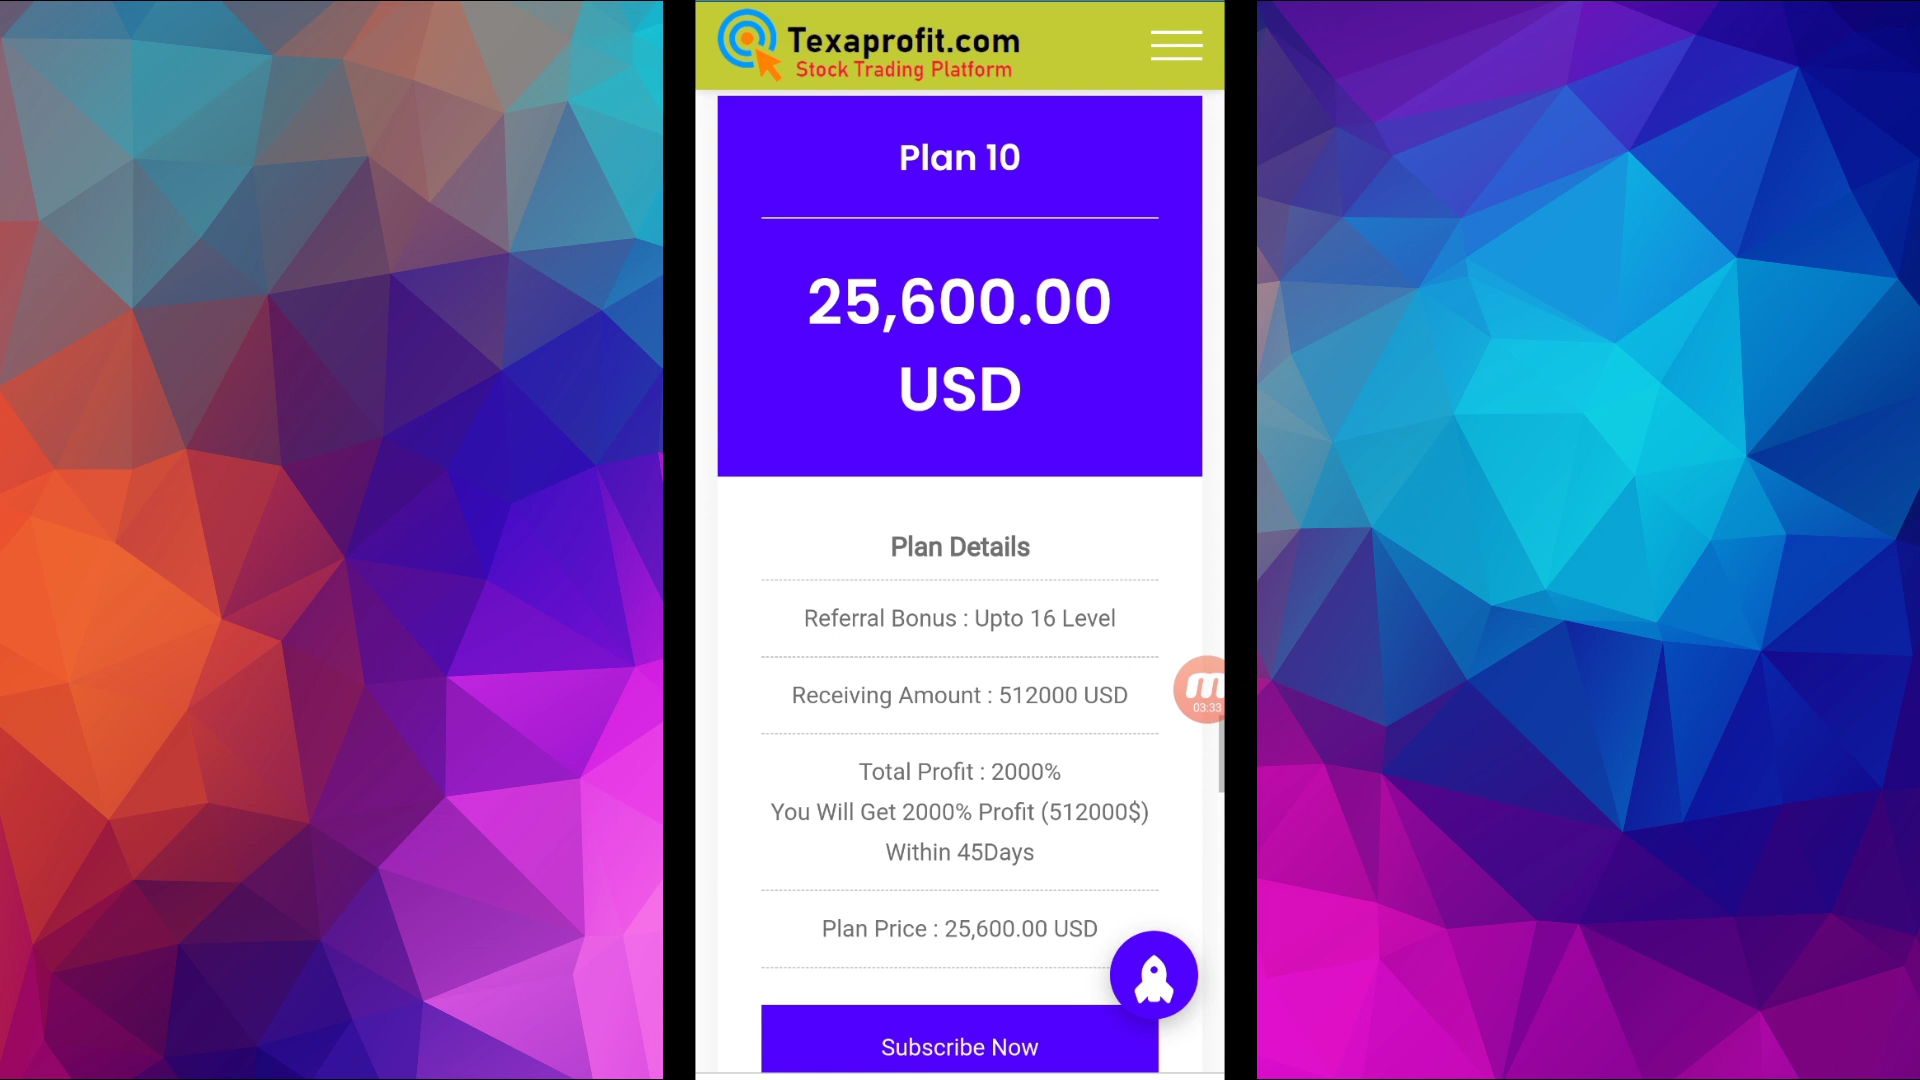 Texaprofit.com
Stock Trading Platform
Plan 10
25,600.00
USD
Plan Details
Referral Bonus : Upto 16 Level
Receiving Amount : 512000 USD
03:33
Total Profit : 2000%
You Will Get 2000% Profit (512000$)
Within 45Days
Plan Price : 25,600.00 USD
Subscribe Now